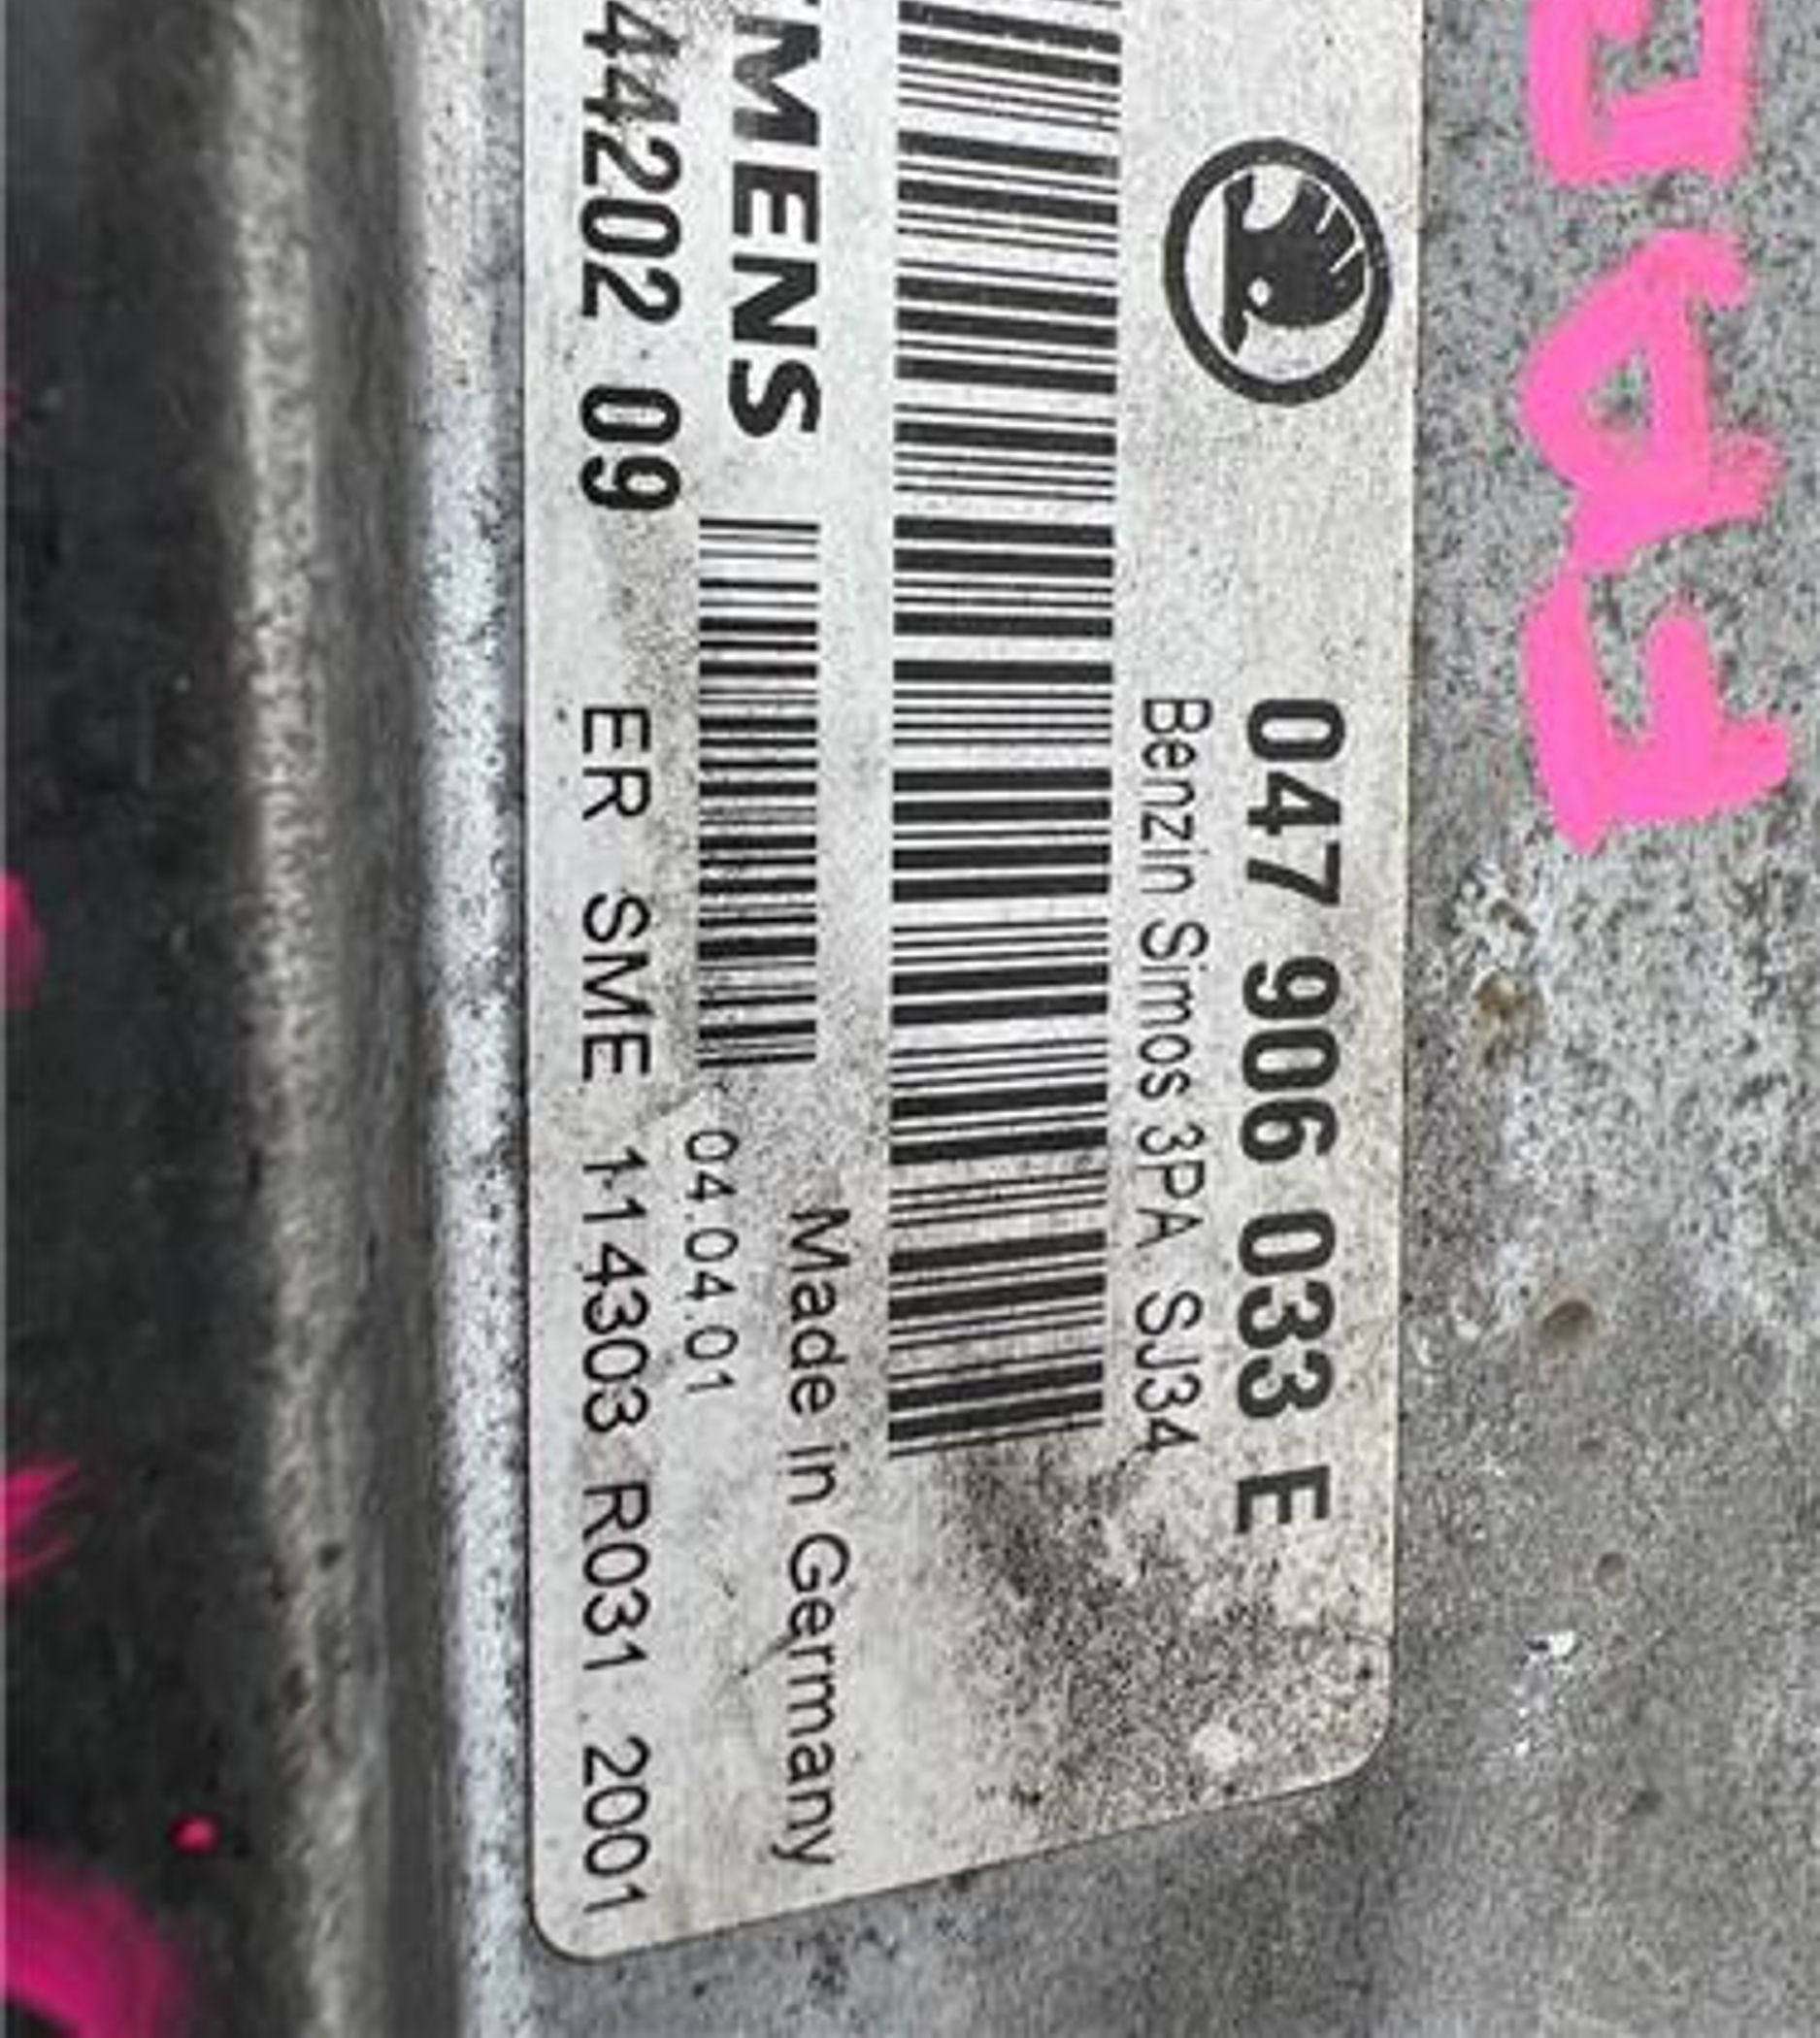 047 906 033 E
Benzin Simos 3PA SJ34
MENS
Made in Germany
04.04.01
4202 09
ER SME 114303 R031 2001